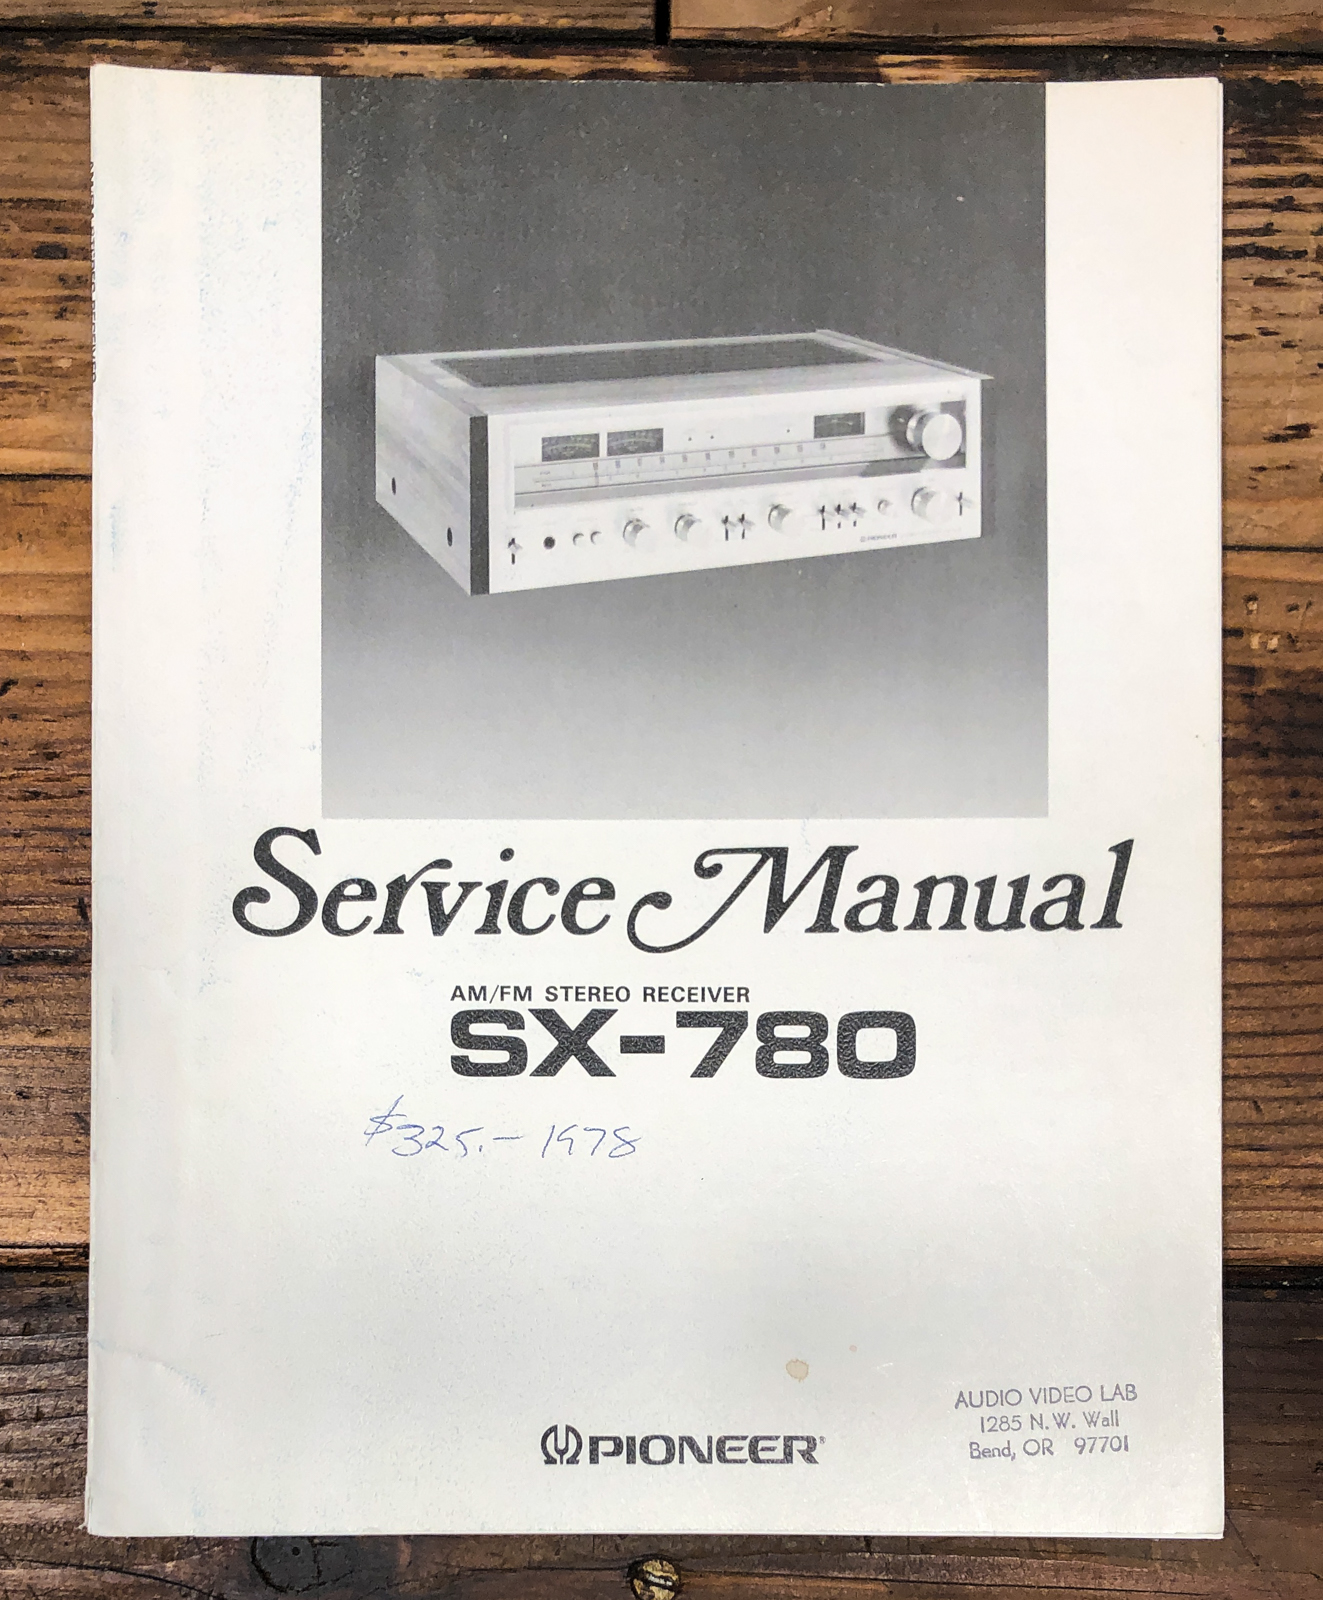 Service Manual
AM/FM STEREO RECEIVER
SX-780
$325.– 1978
PIONEER®
AUDIO VIDEO LAB
1285 N.W. Wall
Bend, OR 97701
PIONEER